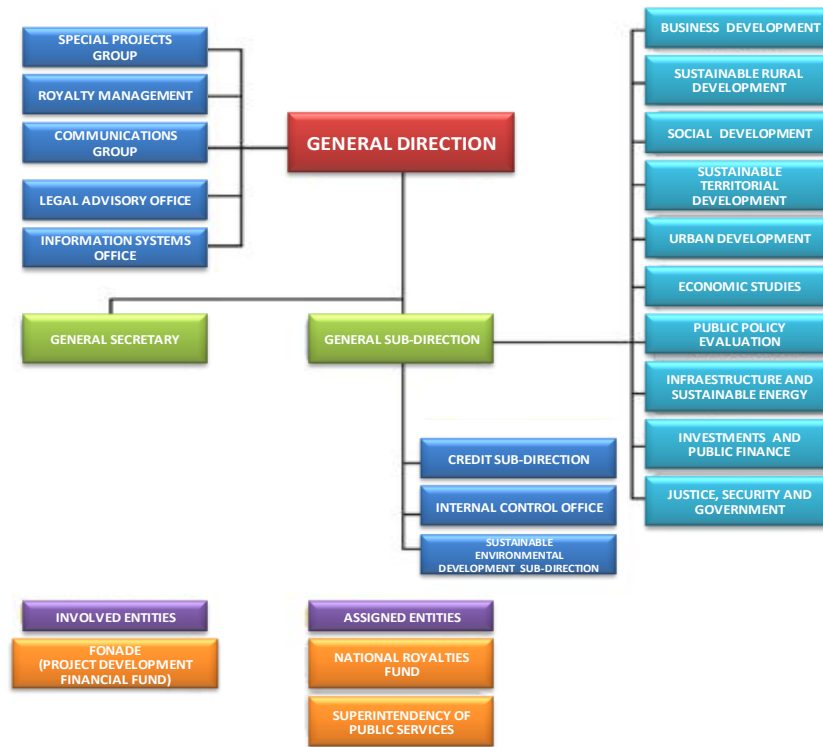 SPECIAL PROJECTS
GROUP
ROYALTY MANAGEMENT
COMMUNICATIONS
GROUP
LEGAL ADVISORY OFFICE
INFORMATION SYSTEMS
OFFICE
GENERAL DIRECTION
GENERAL SECRETARY
GENERAL SUB-DIRECTION
CREDIT SUB-DIRECTION
INTERNAL CONTROL OFFICE
SUSTAINABLE
ENVIRONMENTAL
DEVELOPMENT SUB-DIRECTION
BUSINESS DEVELOPMENT
SUSTAINABLE RURAL
DEVELOPMENT
SOCIAL DEVELOPMENT
SUSTAINABLE
TERRITORIAL
DEVELOPMENT
URBAN DEVELOPMENT
ECONOMIC STUDIES
PUBLIC POLICY
EVALUATION
INFRAESTRUCTURE AND
SUSTAINABLE ENERGY
INVESTMENTS AND
PUBLIC FINANCE
JUSTICE, SECURITY AND
GOVERNMENT
INVOLVED ENTITIES
FONADE
(PROJECT DEVELOPMENT
FINANCIAL FUND)
ASSIGNED ENTITIES
NATIONAL ROYALTIES
FUND
SUPERINTENDENCY OF
PUBLIC SERVICES